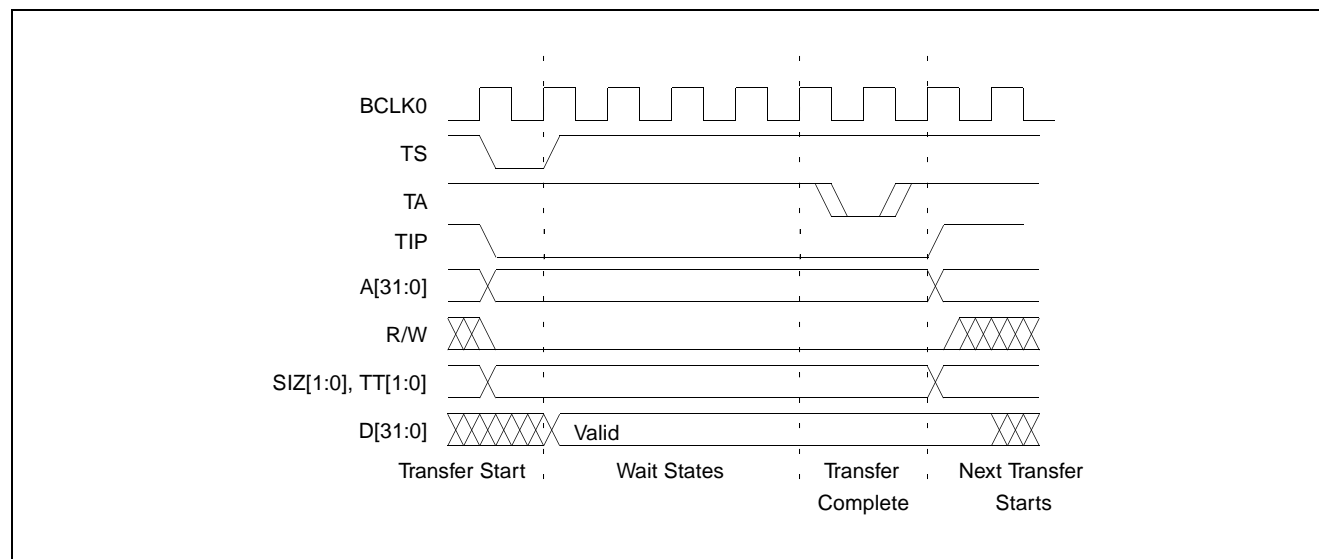 BCLK0
TS
TA
TIP
A[31:0]
R/W
SIZ[1:0], TT[1:0]
D[31:0]
Valid
Transfer Start
Wait States
Transfer
Complete
Next Transfer
Starts